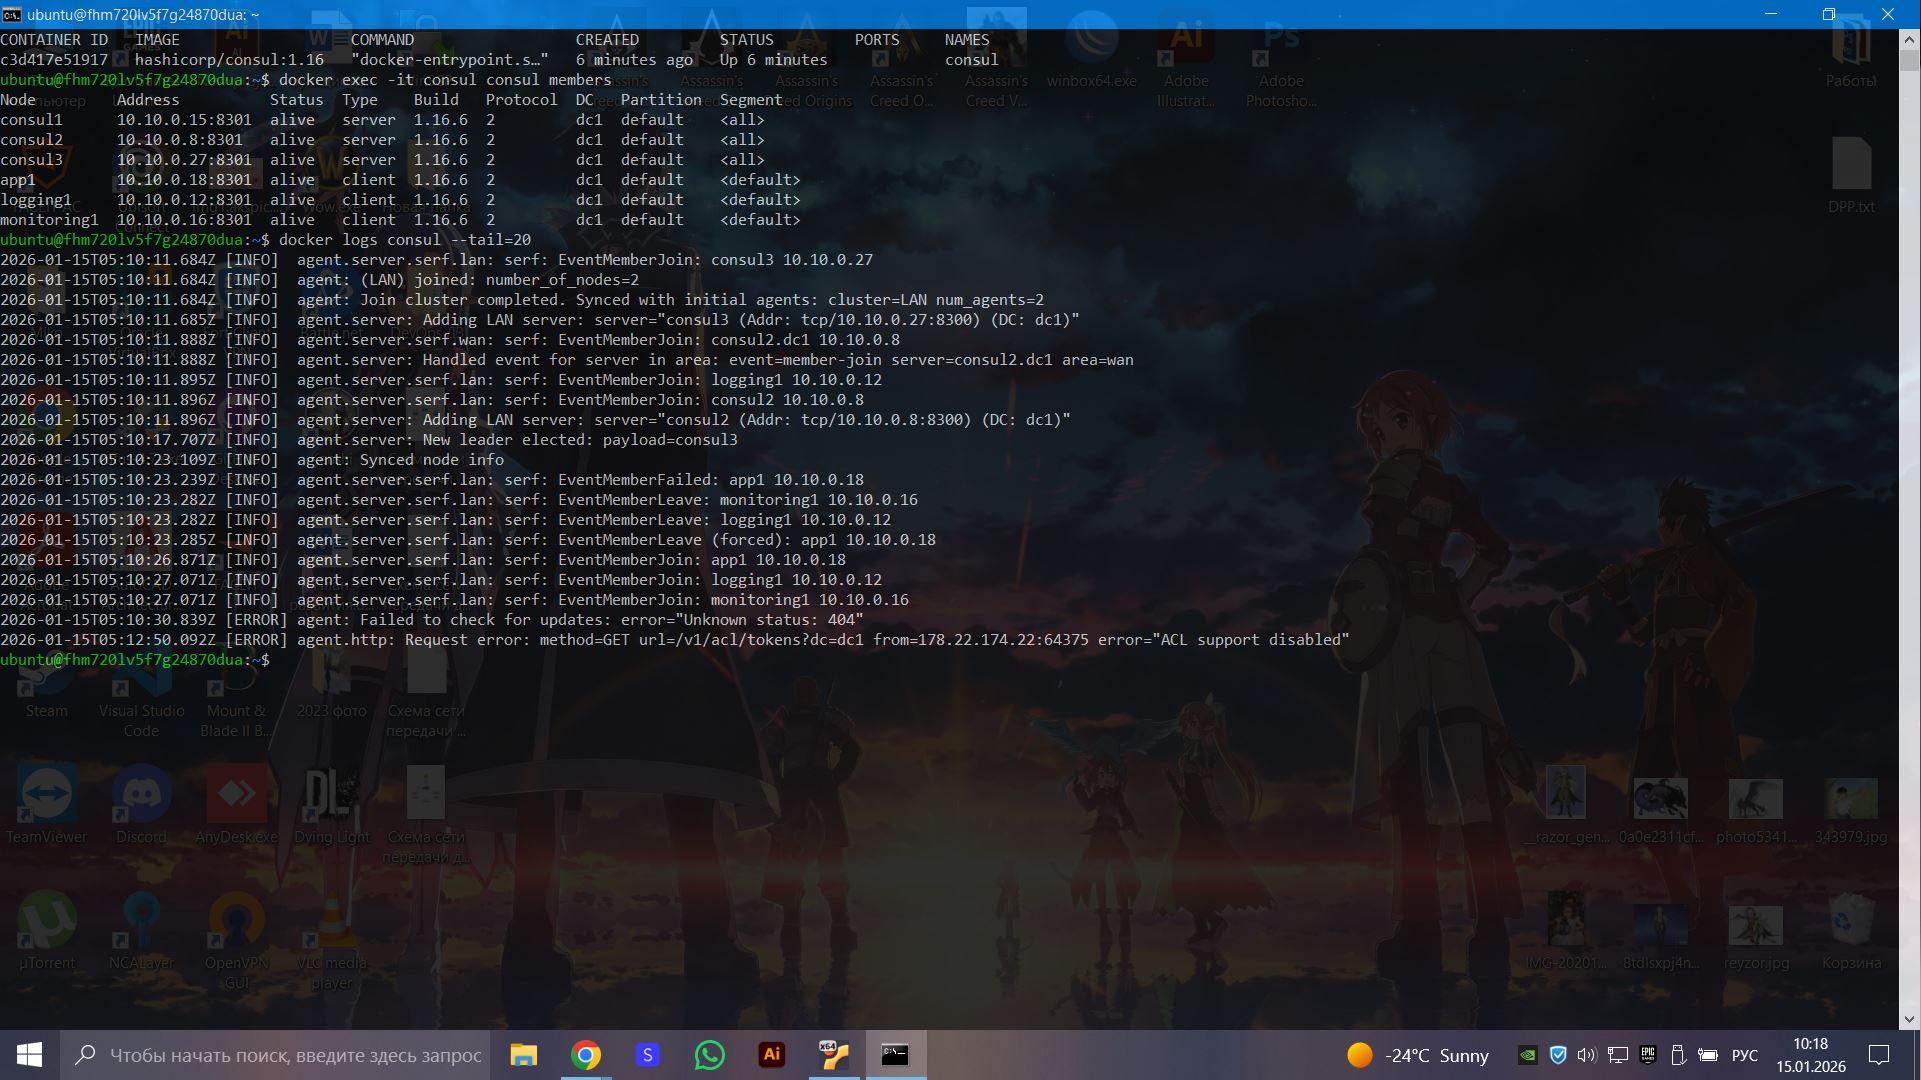 ubuntu@fhm720lv5f7g24870dua: ~
CONTAINER ID   IMAGE                   COMMAND                  CREATED         STATUS         PORTS     NAMES
c3d417e51917   hashicorp/consul:1.16   "docker-entrypoint.s…"   6 minutes ago   Up 6 minutes             consul
ubuntu@fhm720lv5f7g24870dua:~$ docker exec -it consul consul members
Node         Address          Status  Type    Build   Protocol  DC   Partition  Segment
consul1      10.10.0.15:8301  alive   server  1.16.6  2         dc1  default    <all>
consul2      10.10.0.8:8301   alive   server  1.16.6  2         dc1  default    <all>
consul3      10.10.0.27:8301  alive   server  1.16.6  2         dc1  default    <all>
app1         10.10.0.18:8301  alive   client  1.16.6  2         dc1  default    <default>
logging1     10.10.0.12:8301  alive   client  1.16.6  2         dc1  default    <default>
monitoring1  10.10.0.16:8301  alive   client  1.16.6  2         dc1  default    <default>
ubuntu@fhm720lv5f7g24870dua:~$ docker logs consul --tail=20
2026-01-15T05:10:11.684Z [INFO]  agent.server.serf.lan: serf: EventMemberJoin: consul3 10.10.0.27
2026-01-15T05:10:11.684Z [INFO]  agent: (LAN) joined: number_of_nodes=2
2026-01-15T05:10:11.684Z [INFO]  agent: Join cluster completed. Synced with initial agents: cluster=LAN num_agents=2
2026-01-15T05:10:11.685Z [INFO]  agent.server: Adding LAN server: server="consul3 (Addr: tcp/10.10.0.27:8300) (DC: dc1)"
2026-01-15T05:10:11.888Z [INFO]  agent.server.serf.wan: serf: EventMemberJoin: consul2.dc1 10.10.0.8
2026-01-15T05:10:11.888Z [INFO]  agent.server: Handled event for server in area: event=member-join server=consul2.dc1 area=wan
2026-01-15T05:10:11.895Z [INFO]  agent.server.serf.lan: serf: EventMemberJoin: logging1 10.10.0.12
2026-01-15T05:10:11.896Z [INFO]  agent.server.serf.lan: serf: EventMemberJoin: consul2 10.10.0.8
2026-01-15T05:10:11.896Z [INFO]  agent.server: Adding LAN server: server="consul2 (Addr: tcp/10.10.0.8:8300) (DC: dc1)"
2026-01-15T05:10:17.707Z [INFO]  agent.server: New leader elected: payload=consul3
2026-01-15T05:10:23.109Z [INFO]  agent: Synced node info
2026-01-15T05:10:23.239Z [INFO]  agent.server.serf.lan: serf: EventMemberFailed: app1 10.10.0.18
2026-01-15T05:10:23.282Z [INFO]  agent.server.serf.lan: serf: EventMemberLeave: monitoring1 10.10.0.16
2026-01-15T05:10:23.282Z [INFO]  agent.server.serf.lan: serf: EventMemberLeave: logging1 10.10.0.12
2026-01-15T05:10:23.285Z [INFO]  agent.server.serf.lan: serf: EventMemberLeave (forced): app1 10.10.0.18
2026-01-15T05:10:26.871Z [INFO]  agent.server.serf.lan: serf: EventMemberJoin: app1 10.10.0.18
2026-01-15T05:10:27.071Z [INFO]  agent.server.serf.lan: serf: EventMemberJoin: logging1 10.10.0.12
2026-01-15T05:10:27.071Z [INFO]  agent.server.serf.lan: serf: EventMemberJoin: monitoring1 10.10.0.16
2026-01-15T05:10:30.839Z [ERROR] agent: Failed to check for updates: error="Unknown status: 404"
2026-01-15T05:12:50.092Z [ERROR] agent.http: Request error: method=GET url=/v1/acl/tokens?dc=dc1 from=178.22.174.22:64375 error="ACL support disabled"
ubuntu@fhm720lv5f7g24870dua:~$
winbox64.exe
Adobe Illustrat...
Adobe Photosho...
Работы
DPP.txt
Steam
Visual Studio Code
Mount & Blade II B...
2023 фото
Схема сети передачи ...
TeamViewer
Discord
AnyDesk.exe
Dying Light
Схема сети передачи д...
__razor_gen...
0a0e2311cf...
photo5341...
343979.jpg
µTorrent
NCALayer
OpenVPN GUI
VLC media player
IMG-20201...
8tdlsxpj4n...
reyzor.jpg
Корзина
Чтобы начать поиск, введите здесь запрос
-24°C Sunny
РУС
10:18
15.01.2026